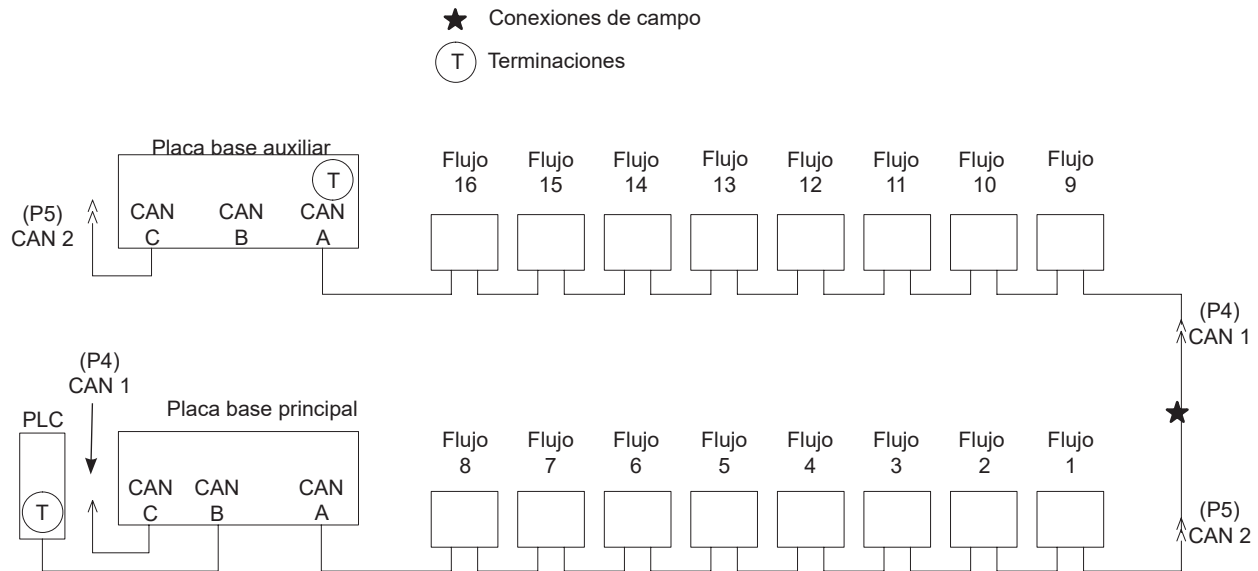 Conexiones de campo
T Terminaciones
Placa base auxiliar
T
CAN C
CAN B
CAN A
(P5)
CAN 2
Flujo 16
Flujo 15
Flujo 14
Flujo 13
Flujo 12
Flujo 11
Flujo 10
Flujo 9
(P4)
CAN 1
(P4)
CAN 1
PLC
T
Placa base principal
CAN C
CAN B
CAN A
Flujo 8
Flujo 7
Flujo 6
Flujo 5
Flujo 4
Flujo 3
Flujo 2
Flujo 1
(P5)
CAN 2